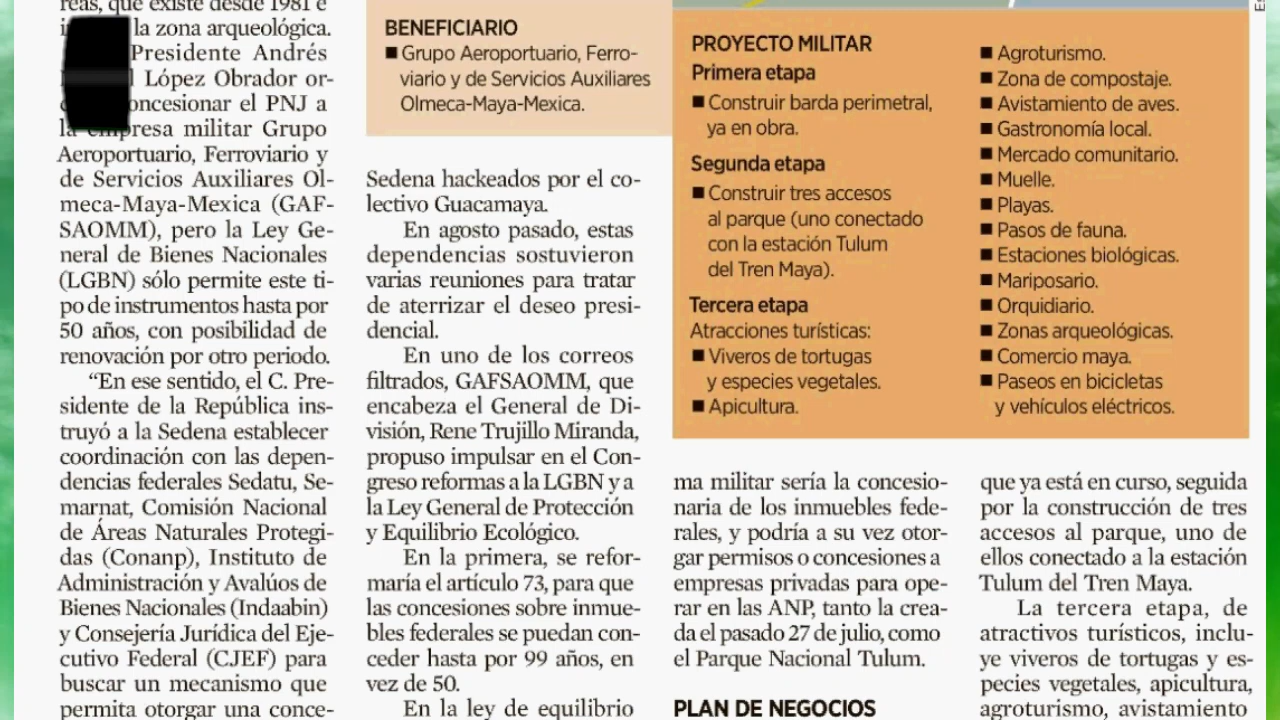 reas, que existe desde 1981 e
la zona arqueológica.
Presidente Andrés
López Obrador or-
concesionar el PNJ a
la empresa militar Grupo
Aeroportuario, Ferroviario y
de Servicios Auxiliares Ol-
meca-Maya-Mexica (GAF-
SAOMM), pero la Ley Ge-
neral de Bienes Nacionales
(LGBN) sólo permite este ti-
po de instrumentos hasta por
50 años, con posibilidad de
renovación por otro periodo.
“En ese sentido, el C. Pre-
sidente de la República ins-
truyó a la Sedena establecer
coordinación con las depen-
dencias federales Sedatu, Se-
marnat, Comisión Nacional
de Áreas Naturales Protegi-
das (Conanp), Instituto de
Administración y Avalúos de
Bienes Nacionales (Indaabin)
y Consejería Jurídica del Eje-
cutivo Federal (CJEF) para
buscar un mecanismo que
permita otorgar una conce-
BENEFICIARIO
■ Grupo Aeroportuario, Ferro-
viario y de Servicios Auxiliares
Olmeca-Maya-Mexica.
Sedena hackeados por el co-
lectivo Guacamaya.
En agosto pasado, estas
dependencias sostuvieron
varias reuniones para tratar
de aterrizar el deseo presi-
dencial.
En uno de los correos
filtrados, GAFSAOMM, que
encabeza el General de Di-
visión, Rene Trujillo Miranda,
propuso impulsar en el Con-
greso reformas a la LGBN y a
la Ley General de Protección
y Equilibrio Ecológico.
En la primera, se refor-
maría el artículo 73, para que
las concesiones sobre inmue-
bles federales se puedan con-
ceder hasta por 99 años, en
vez de 50.
En la ley de equilibrio
PROYECTO MILITAR
Primera etapa
■ Construir barda perimetral,
ya en obra.
Segunda etapa
■ Construir tres accesos
al parque (uno conectado
con la estación Tulum
del Tren Maya).
Tercera etapa
Atracciones turísticas:
■ Viveros de tortugas
y especies vegetales.
■ Apicultura.
■ Agroturismo.
■ Zona de compostaje.
■ Avistamiento de aves.
■ Gastronomía local.
■ Mercado comunitario.
■ Muelle.
■ Playas.
■ Pasos de fauna.
■ Estaciones biológicas.
■ Mariposario.
■ Orquidiario.
■ Zonas arqueológicas.
■ Comercio maya.
■ Paseos en bicicletas
y vehículos eléctricos.
ma militar sería la concesio-
naria de los inmuebles fede-
rales, y podría a su vez otor-
gar permisos o concesiones a
empresas privadas para ope-
rar en las ANP, tanto la crea-
da el pasado 27 de julio, como
el Parque Nacional Tulum.
PLAN DE NEGOCIOS
que ya está en curso, seguida
por la construcción de tres
accesos al parque, uno de
ellos conectado a la estación
Tulum del Tren Maya.
La tercera etapa, de
atractivos turísticos, inclu-
ye viveros de tortugas y es-
pecies vegetales, apicultura,
agroturismo, avistamiento